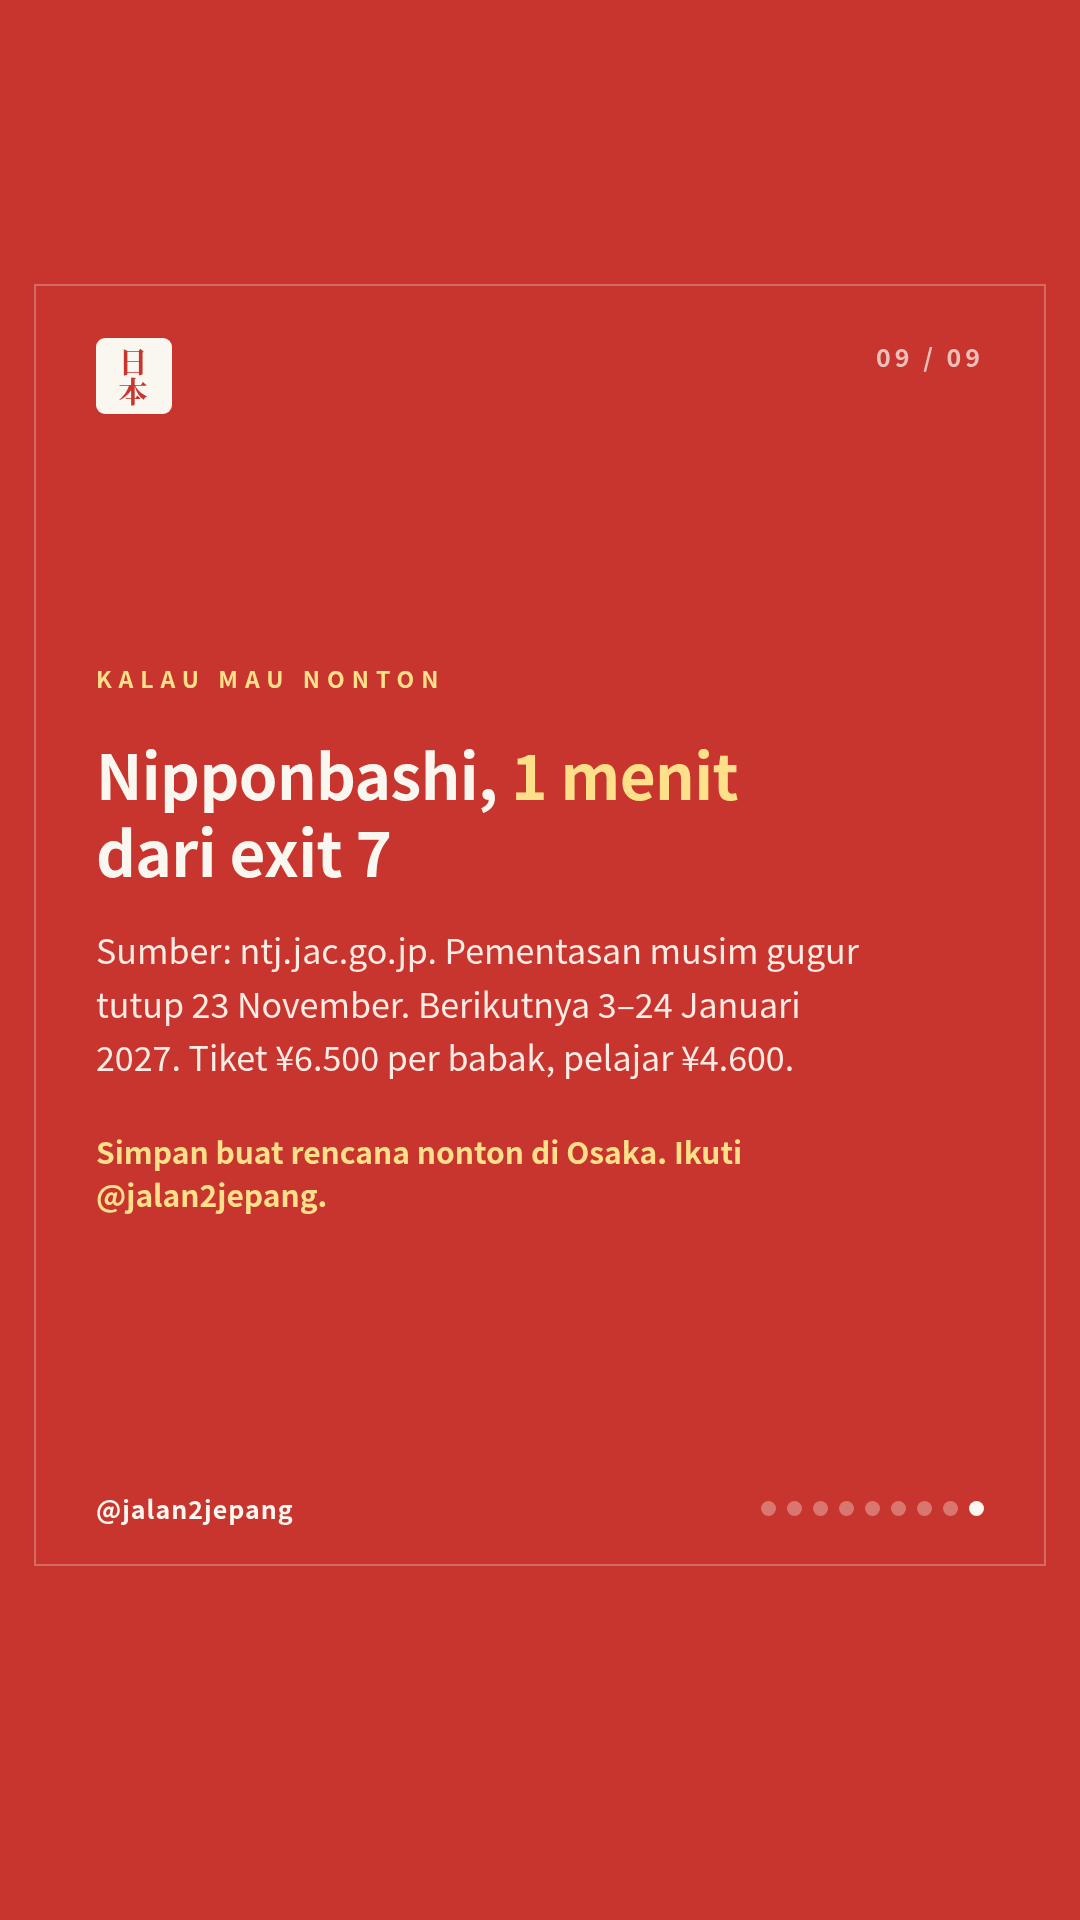 日本
09 / 09
KALAU MAU NONTON
Nipponbashi, 1 menit
dari exit 7
Sumber: ntj.jac.go.jp. Pementasan musim gugur
tutup 23 November. Berikutnya 3–24 Januari
2027. Tiket ¥6.500 per babak, pelajar ¥4.600.
Simpan buat rencana nonton di Osaka. Ikuti
@jalan2jepang.
@jalan2jepang